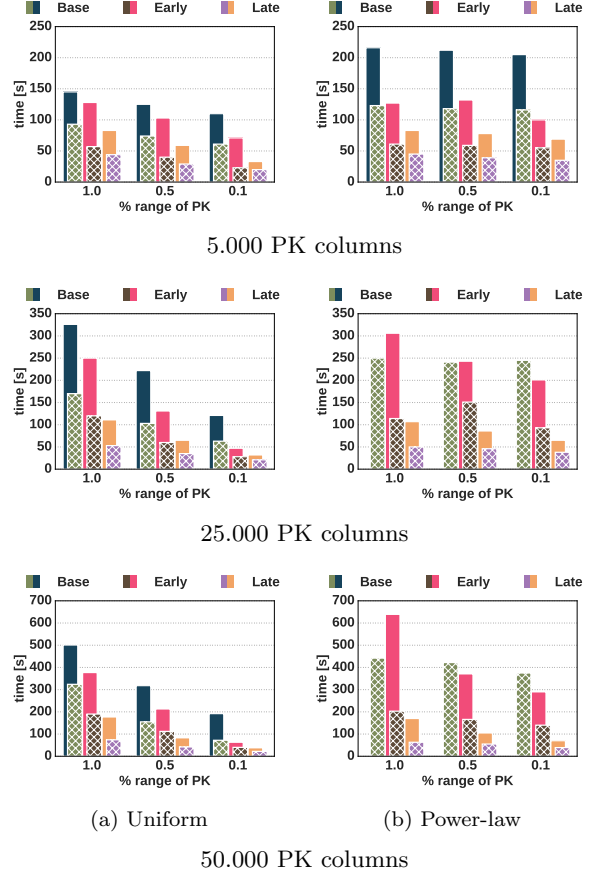 Base Early Late Base Early Late
250 250
200 200
150 150
100 100
50 50
0 0
time [s] time [s]
1.0 0.5 0.1 1.0 0.5 0.1
% range of PK % range of PK
5.000 PK columns
Base Early Late Base Early Late
350 350
300 300
250 250
200 200
150 150
100 100
50 50
0 0
time [s] time [s]
1.0 0.5 0.1 1.0 0.5 0.1
% range of PK % range of PK
25.000 PK columns
Base Early Late Base Early Late
700 700
600 600
500 500
400 400
300 300
200 200
100 100
0 0
time [s] time [s]
1.0 0.5 0.1 1.0 0.5 0.1
% range of PK % range of PK
(a) Uniform (b) Power-law
50.000 PK columns